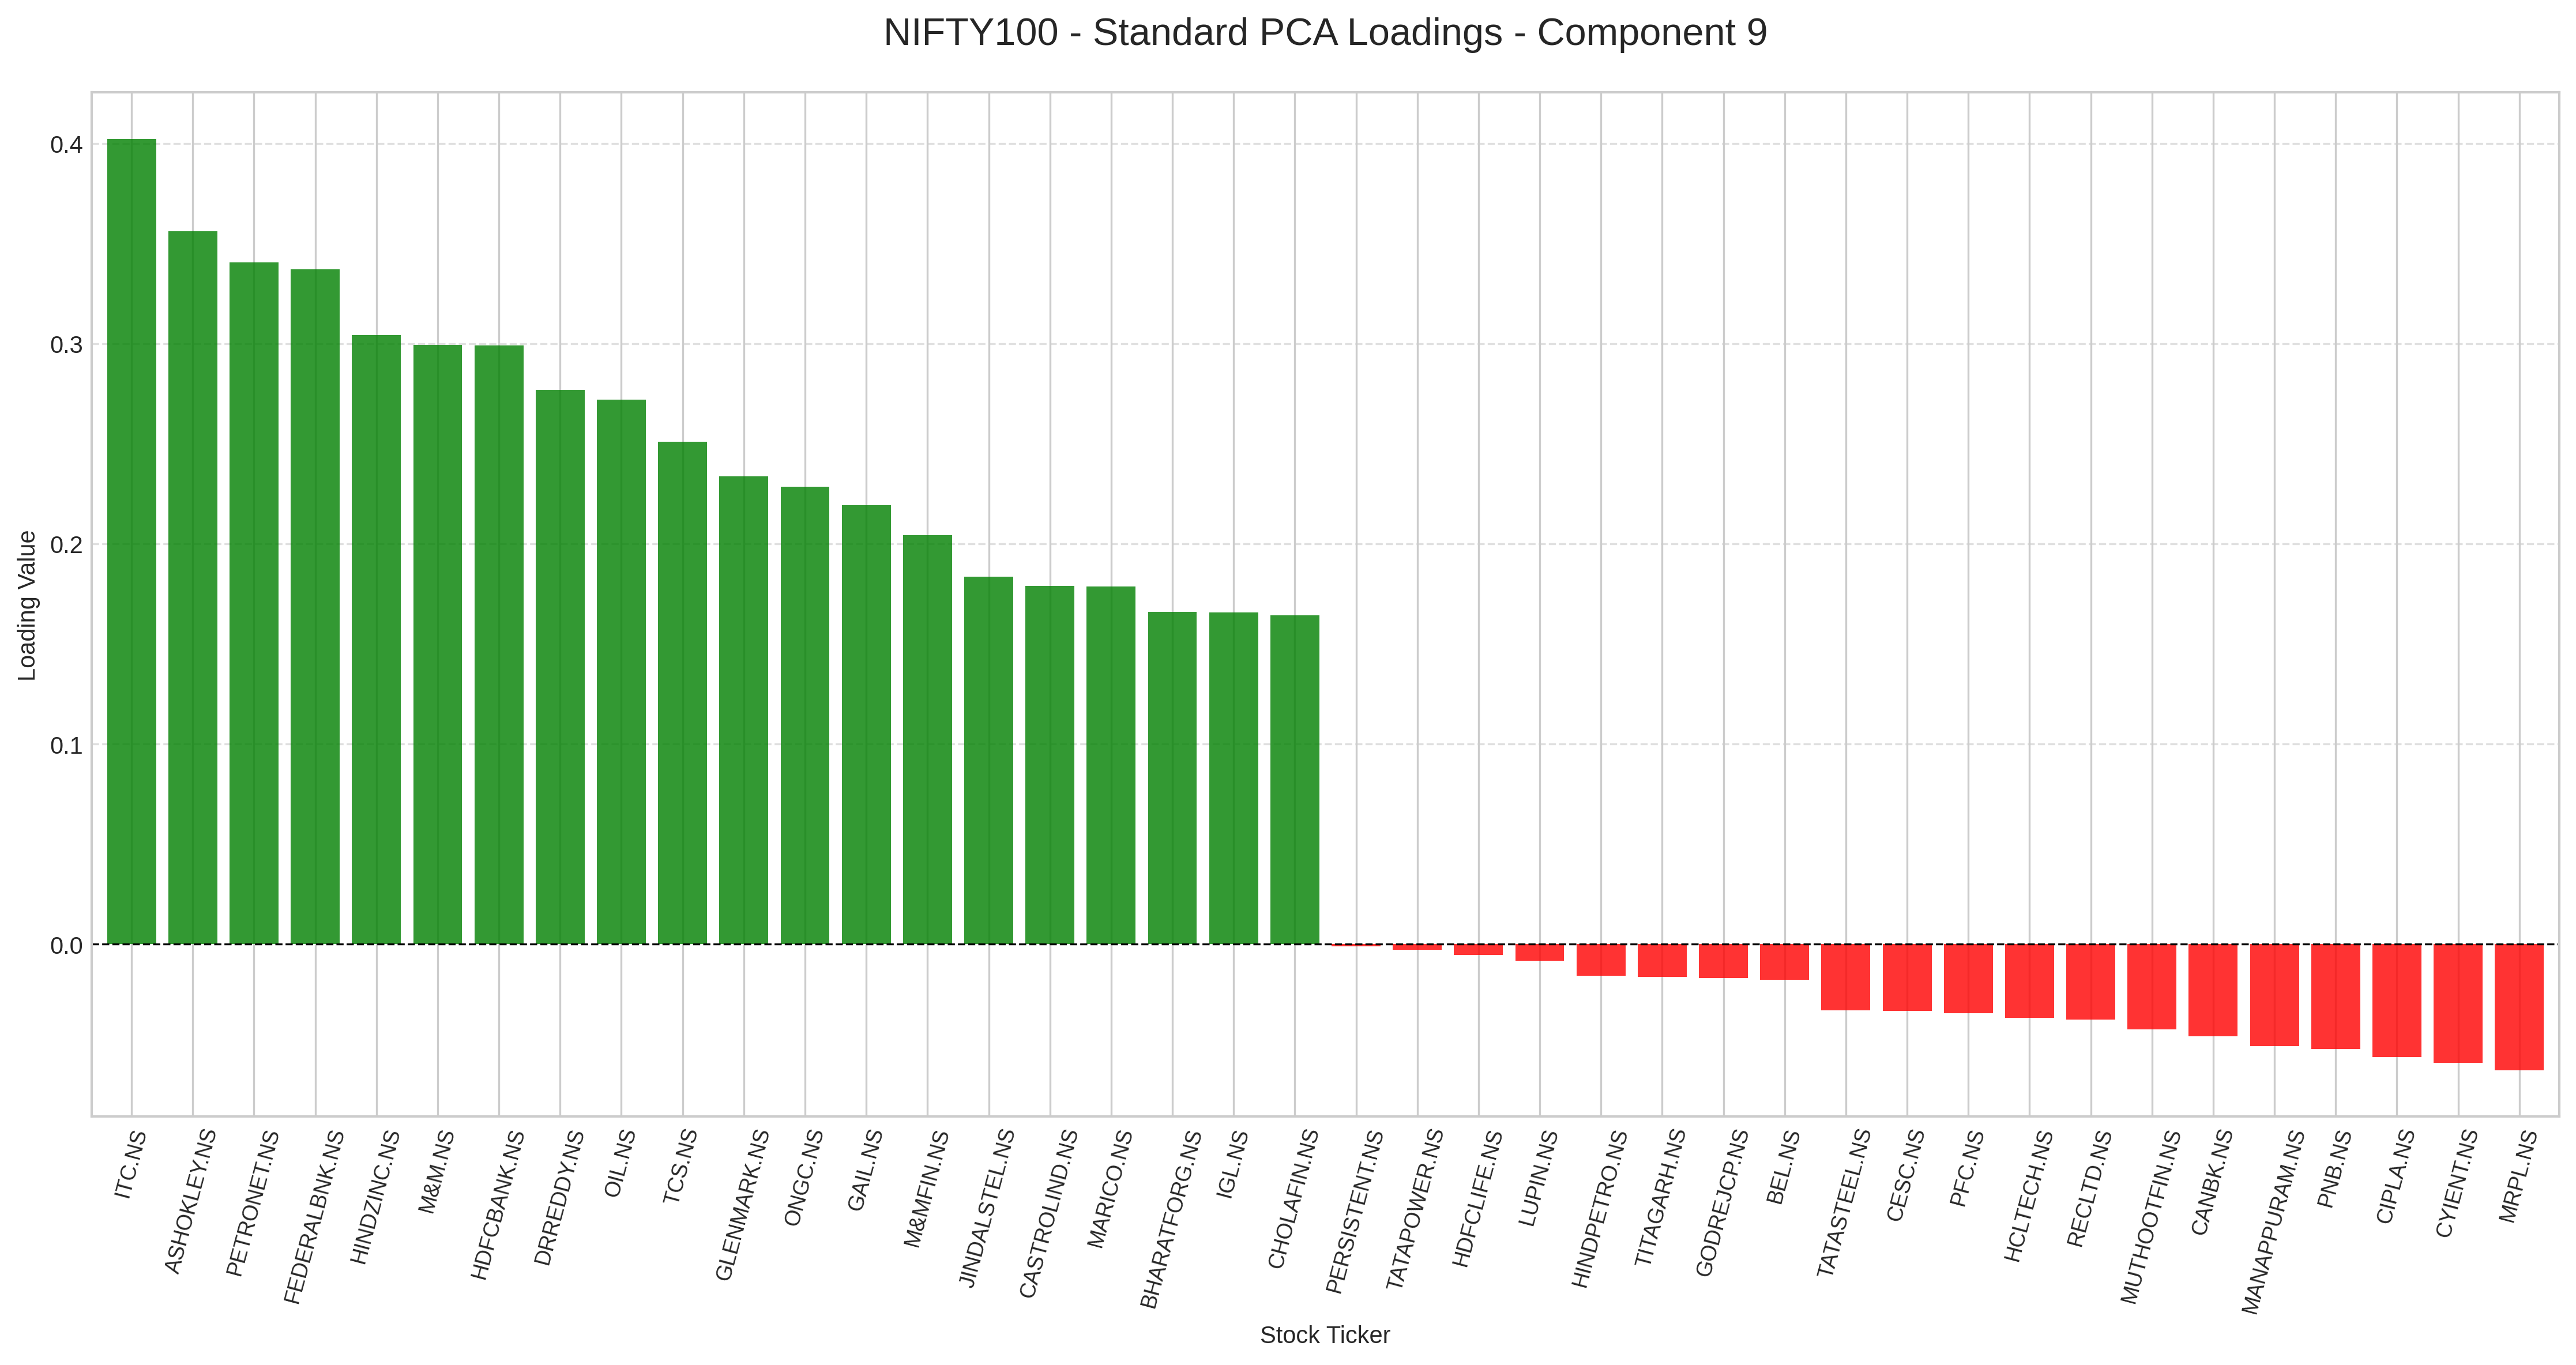 NIFTY100 - Standard PCA Loadings - Component 9
Loading Value
0.4
0.3
0.2
0.1
0.0
ITC.NS
ASHOKLEY.NS
PETRONET.NS
FEDERALBNK.NS
HINDZINC.NS
M&M.NS
HDFCBANK.NS
DRREDDY.NS
OIL.NS
TCS.NS
GLENMARK.NS
ONGC.NS
GAIL.NS
M&MFIN.NS
JINDALSTEL.NS
CASTROLIND.NS
MARICO.NS
BHARATFORG.NS
IGL.NS
CHOLAFIN.NS
PERSISTENT.NS
TATAPOWER.NS
HDFCLIFE.NS
LUPIN.NS
HINDPETRO.NS
TITAGARH.NS
GODREJCP.NS
BEL.NS
TATASTEEL.NS
CESC.NS
PFC.NS
HCLTECH.NS
RECLTD.NS
MUTHOOTFIN.NS
CANBK.NS
MANAPPURAM.NS
PNB.NS
CIPLA.NS
CYIENT.NS
MRPL.NS
Stock Ticker